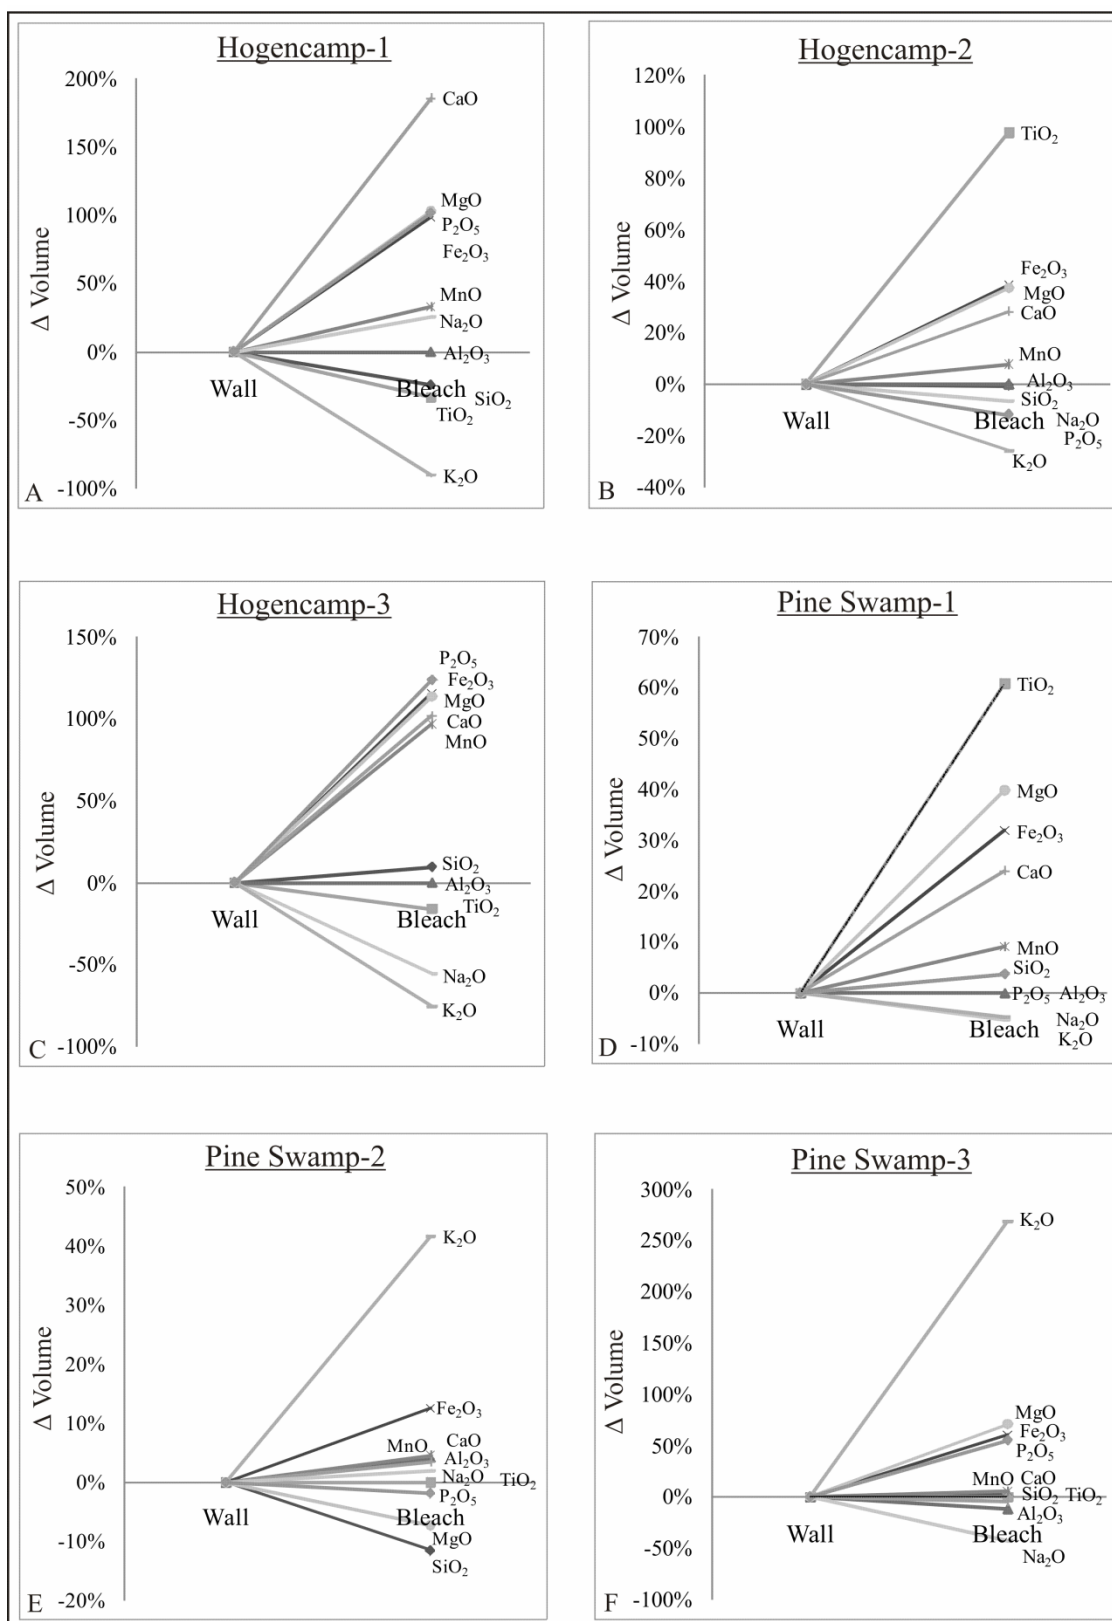 Hogencamp-1
200%
150%
100%
50%
0%
-50%
-100%
Δ Volume
CaO
MgO
P₂O₅
Fe₂O₃
MnO
Na₂O
Al₂O₃
Wall
Bleach
SiO₂
TiO₂
K₂O
A
Hogencamp-2
120%
100%
80%
60%
40%
20%
0%
-20%
-40%
Δ Volume
TiO₂
Fe₂O₃
MgO
CaO
MnO
Al₂O₃
SiO₂
Wall
Bleach
Na₂O
P₂O₅
K₂O
B
Hogencamp-3
150%
100%
50%
0%
-50%
-100%
Δ Volume
P₂O₅
Fe₂O₃
MgO
CaO
MnO
SiO₂
Al₂O₃
TiO₂
Wall
Bleach
Na₂O
K₂O
C
Pine Swamp-1
70%
60%
50%
40%
30%
20%
10%
0%
-10%
Δ Volume
TiO₂
MgO
Fe₂O₃
CaO
MnO
SiO₂
P₂O₅ Al₂O₃
Wall
Bleach
Na₂O
K₂O
D
Pine Swamp-2
50%
40%
30%
20%
10%
0%
-10%
-20%
Δ Volume
K₂O
Fe₂O₃
MnO CaO
Al₂O₃
Na₂O TiO₂
P₂O₅
Wall
Bleach
MgO
SiO₂
E
Pine Swamp-3
300%
250%
200%
150%
100%
50%
0%
-50%
-100%
Δ Volume
K₂O
MgO
Fe₂O₃
P₂O₅
MnO CaO
SiO₂ TiO₂
Al₂O₃
Wall
Bleach
Na₂O
F